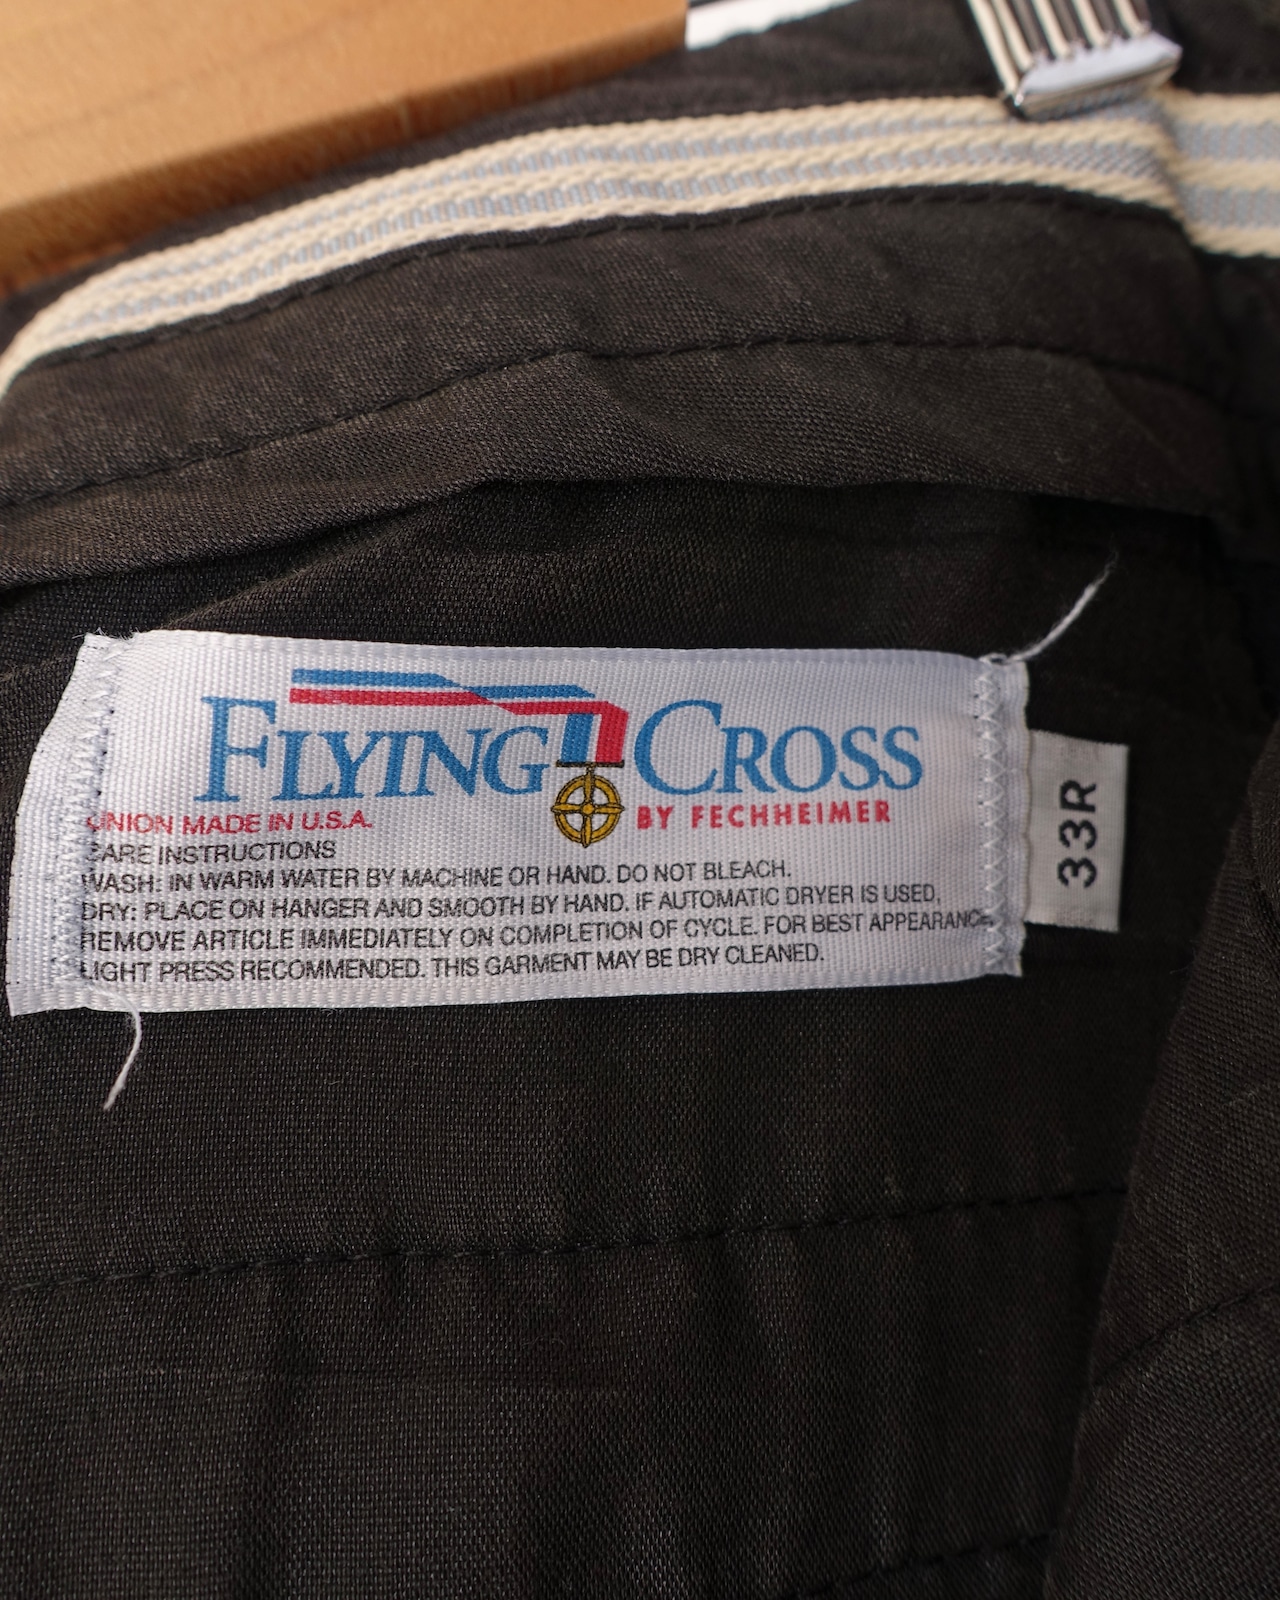 FLYING CROSS
BY FECHHEIMER
UNION MADE IN U.S.A.
CARE INSTRUCTIONS
WASH: IN WARM WATER BY MACHINE OR HAND. DO NOT BLEACH.
DRY: PLACE ON HANGER AND SMOOTH BY HAND. IF AUTOMATIC DRYER IS USED,
REMOVE ARTICLE IMMEDIATELY ON COMPLETION OF CYCLE. FOR BEST APPEARANCE
LIGHT PRESS RECOMMENDED. THIS GARMENT MAY BE DRY CLEANED.
33R